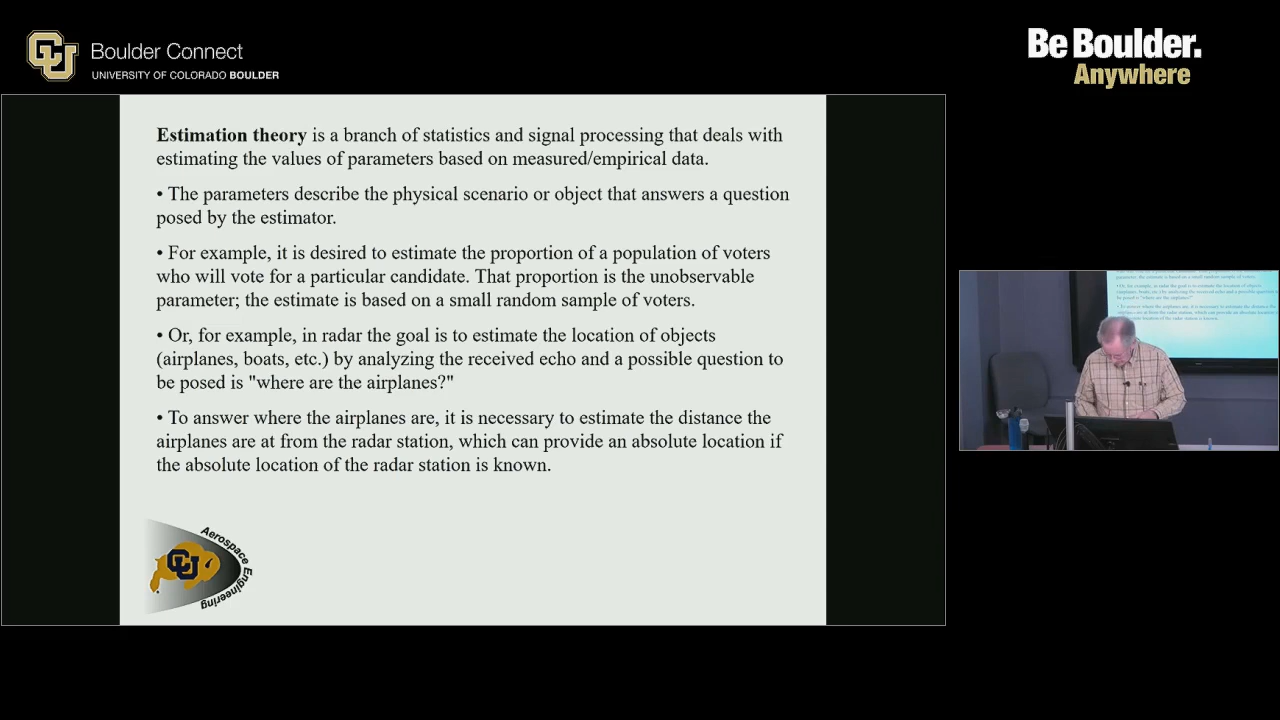 Boulder Connect
UNIVERSITY OF COLORADO BOULDER
Be Boulder.
Anywhere
Estimation theory is a branch of statistics and signal processing that deals with
estimating the values of parameters based on measured/empirical data.
• The parameters describe the physical scenario or object that answers a question
posed by the estimator.
• For example, it is desired to estimate the proportion of a population of voters
who will vote for a particular candidate. That proportion is the unobservable
parameter; the estimate is based on a small random sample of voters.
• Or, for example, in radar the goal is to estimate the location of objects
(airplanes, boats, etc.) by analyzing the received echo and a possible question to
be posed is "where are the airplanes?"
• To answer where the airplanes are, it is necessary to estimate the distance the
airplanes are at from the radar station, which can provide an absolute location if
the absolute location of the radar station is known.
CU
Aerospace Engineering